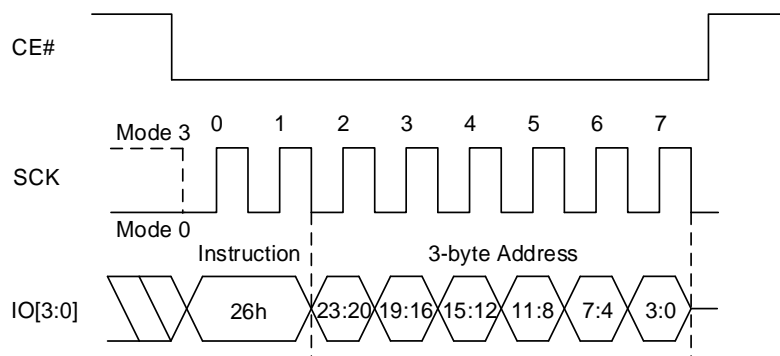 CE#
0 1 2 3 4 5 6 7
Mode 3
SCK
Mode 0
Instruction 3-byte Address
IO[3:0] 26h 23:20 19:16 15:12 11:8 7:4 3:0